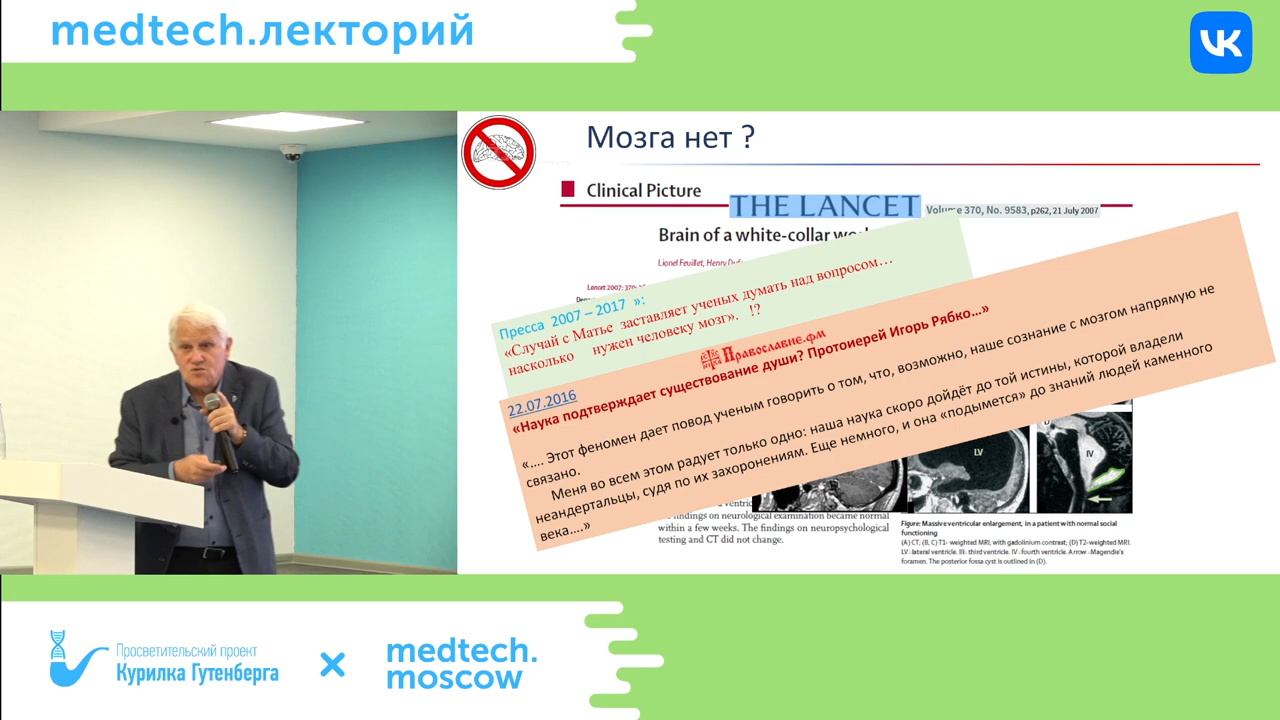 medtech.лекторий
VK
Мозга нет ?
Clinical Picture
THE LANCET
Volume 370, No. 9583, p262, 21 July 2007
Brain of a white-collar
Lionel Feuillet, Henry
Lancet 2007; 370:
Пресса 2007 – 2017 »:
«Случай с Матье заставляет ученых думать над вопросом…
насколько нужен человеку мозг». !?
Православие.фм
22.07.2016
«Наука подтверждает существование души? Протоиерей Игорь Рябко…»
«…. Этот феномен дает повод ученым говорить о том, что, возможно, наше сознание с мозгом напрямую не
связано.
Меня во всем этом радует только одно: наша наука скоро дойдёт до той истины, которой владели
неандертальцы, судя по их захоронениям. Еще немного, и она «подымется» до знаний людей каменного
века….»
LV
IV
findings on neurological examination became normal
within a few weeks. The findings on neuropsychological
testing and CT did not change.
Figure: Massive ventricular enlargement, in a patient with normal social
functioning
(A) CT; (B, C) T1- weighted MRI, with gadolinium contrast; (D) T2-weighted MRI.
LV=lateral ventricle. III=third ventricle. IV=fourth ventricle. Arrow=Magendie's
foramen. The posterior fossa cyst is outlined in (D).
Просветительский проект
Курилка Гутенберга
×
medtech.
moscow